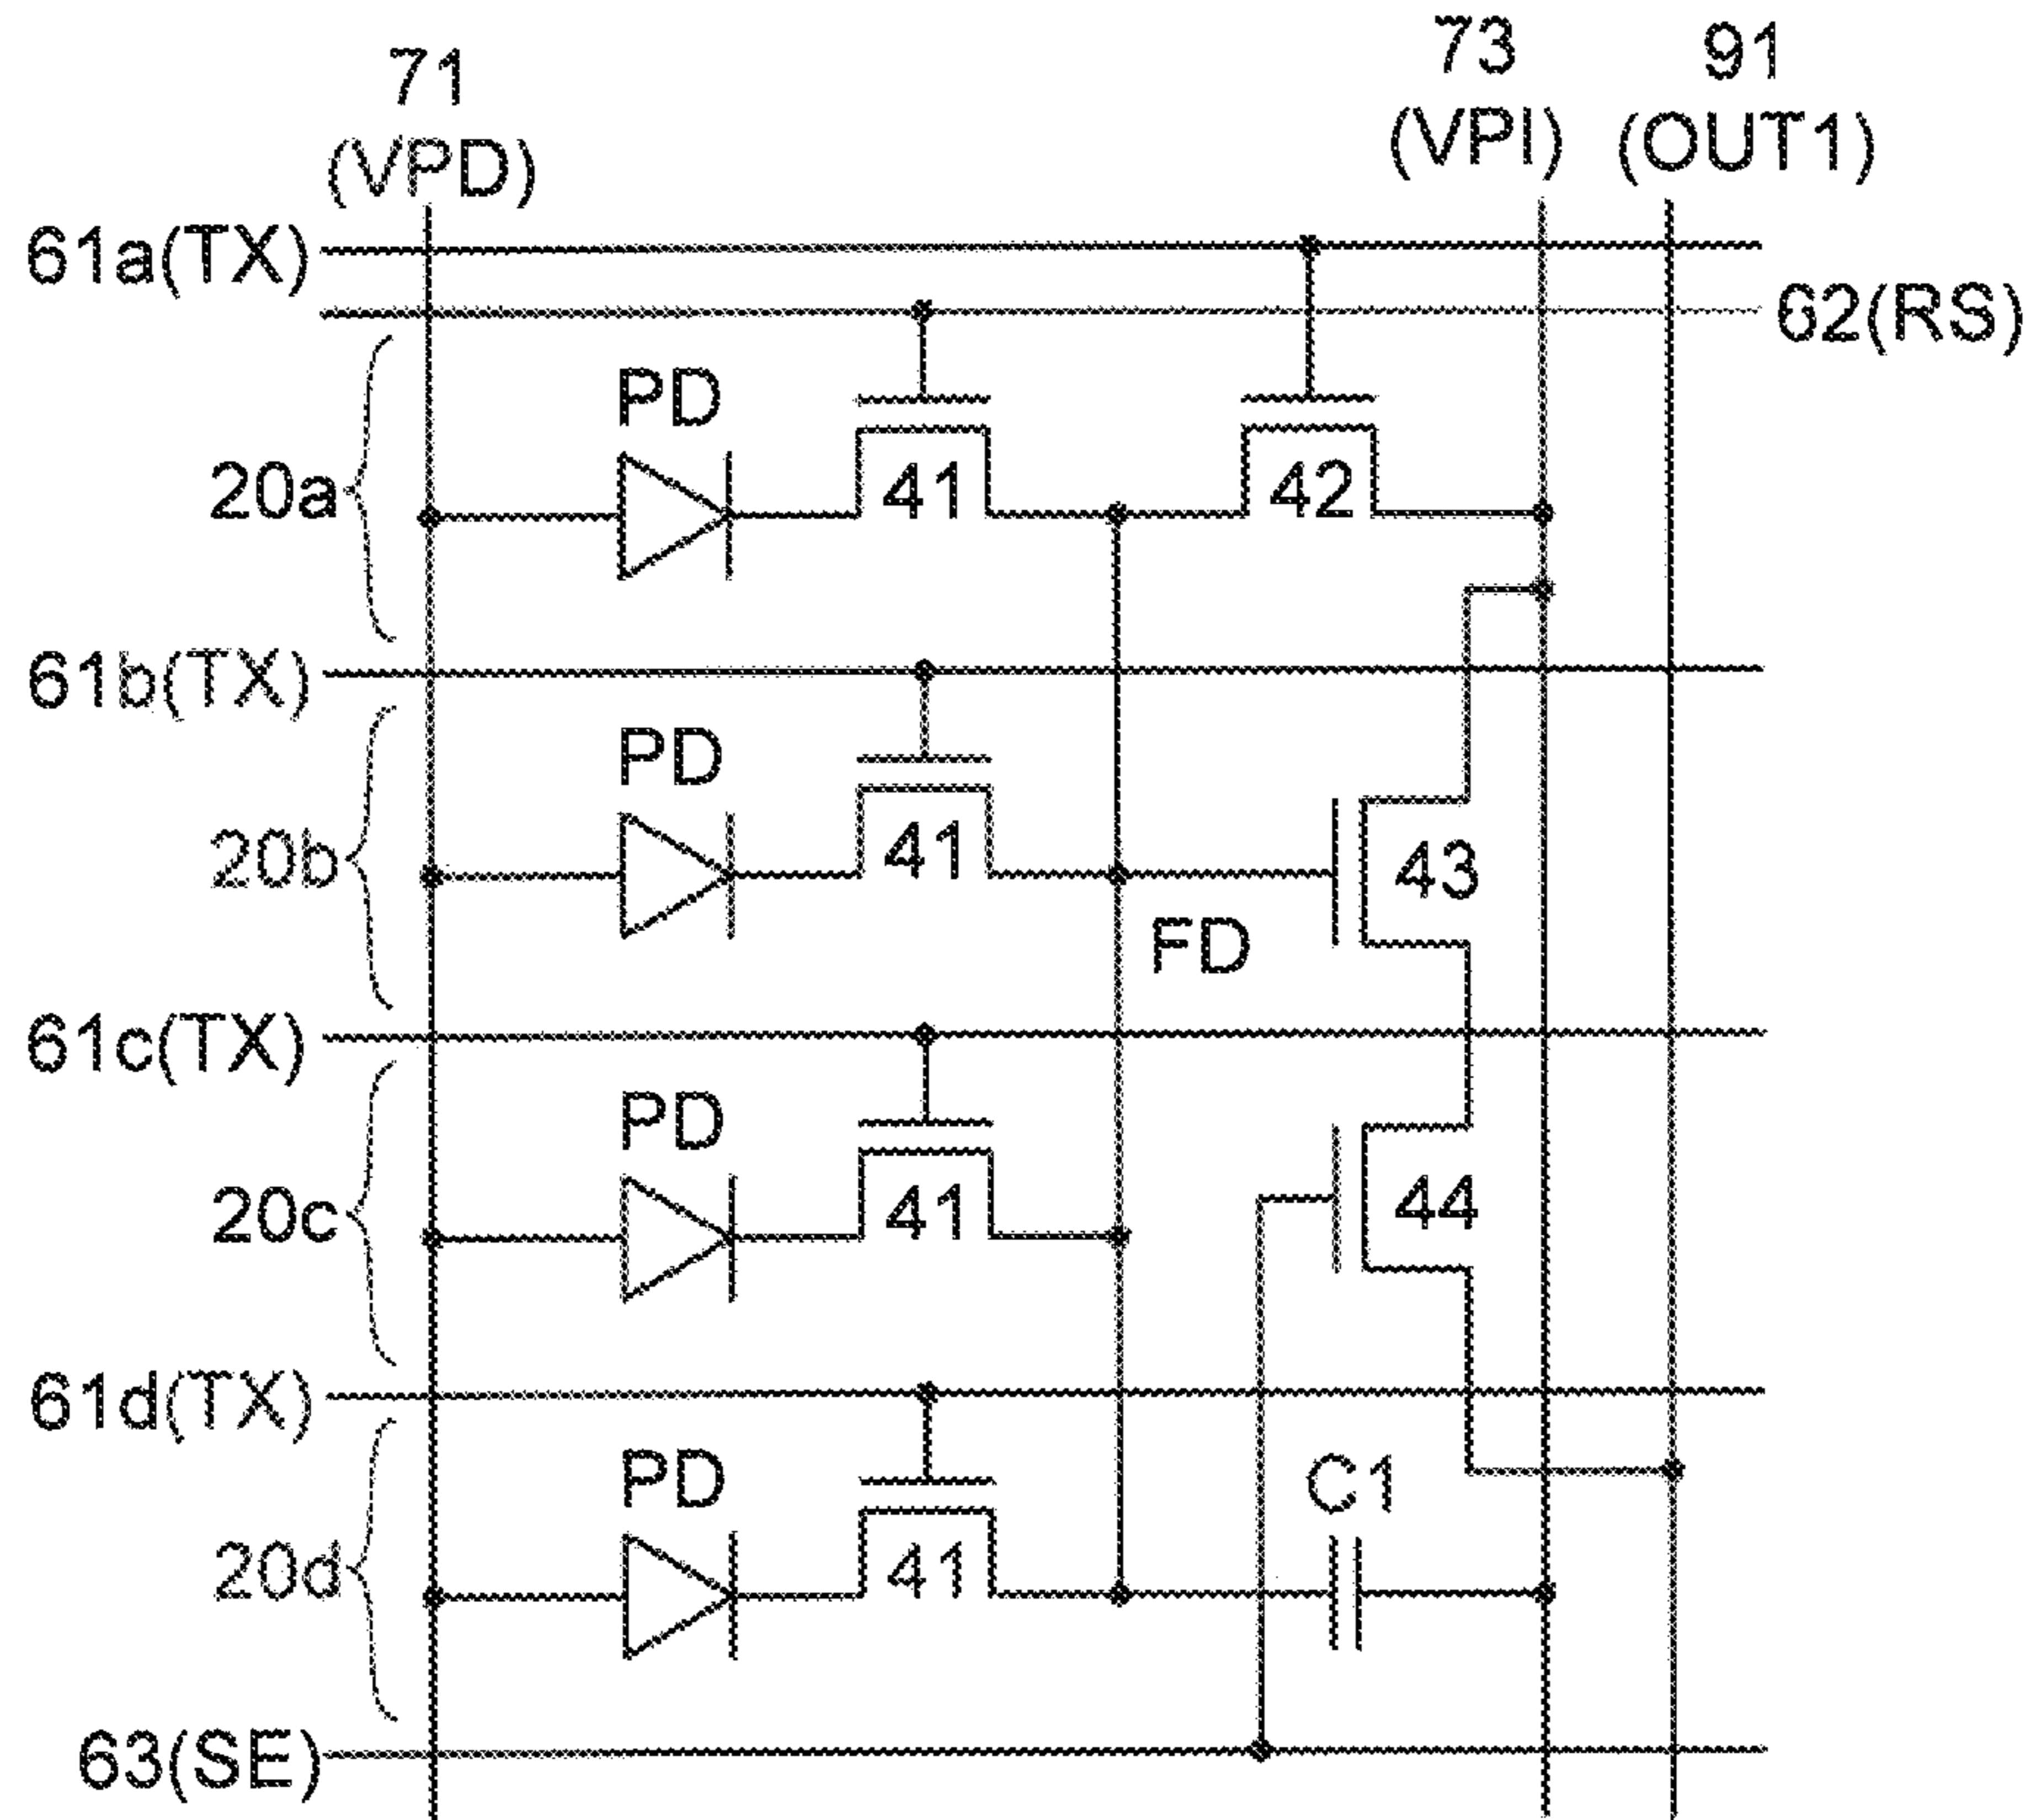 71
(VPD)
73
(VPI)
91
(OUT1)
61a(TX)
62(RS)
20a
PD
41
42
61b(TX)
20b
PD
41
43
FD
61c(TX)
20c
PD
41
44
61d(TX)
20d
PD
41
C1
63(SE)